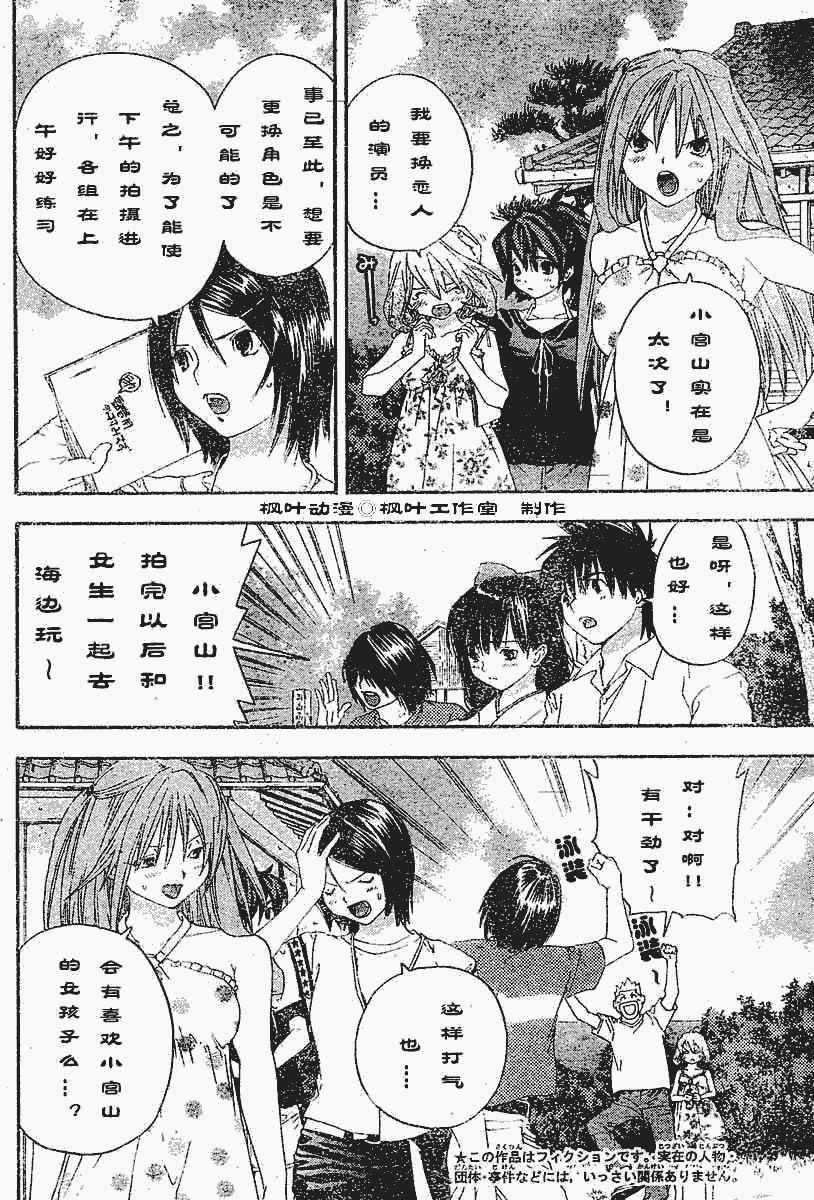 我要换恋人
的演员…
小宫山实在是
太次了!
み
事已至此，想要
更换角色是不
可能的了
总之，为了能使
下午的拍摄进
行，各组在上
午好好练习
枫叶动漫◎枫叶工作室 制作
是呀，这样
也好…
小宫山!!
拍完以后和
女生一起去
海边玩～
对!对啊!!
有干劲了～
泳装
泳装～
这样打气
也…
会有喜欢小宫山
的女孩子么…?
★この作品はフィクションです。実在の人物・
団体・事件などには、いっさい関係ありません。